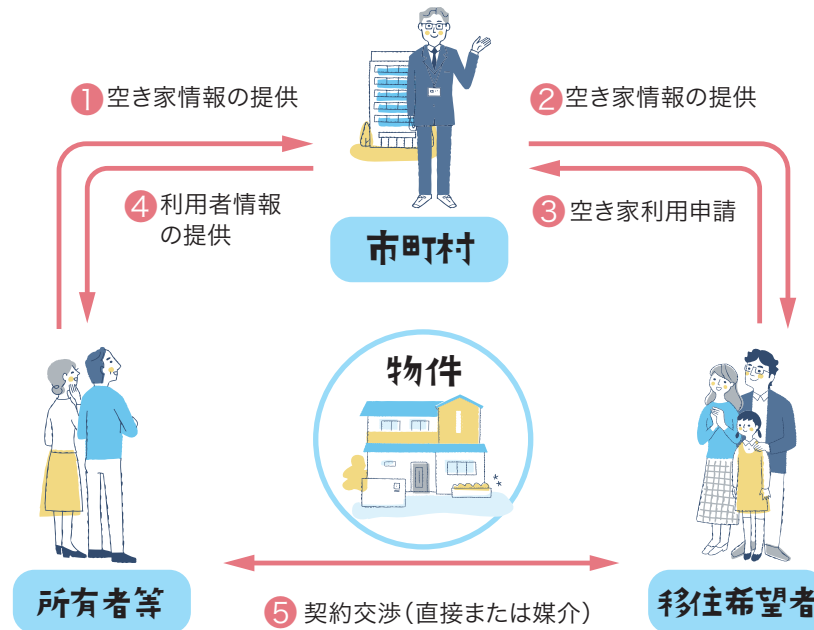 ❶空き家情報の提供
❷空き家情報の提供
❹利用者情報
の提供
❸空き家利用申請
市町村
物件
所有者等
移住希望者
❺契約交渉（直接または媒介）